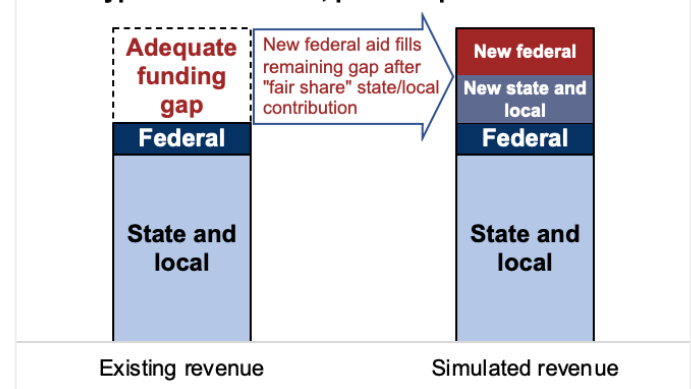 Adequate
funding
gap
New federal aid fills
remaining gap after
"fair share" state/local
contribution
New federal
New state and
local
Federal
Federal
State and
local
State and
local
Existing revenue
Simulated revenue